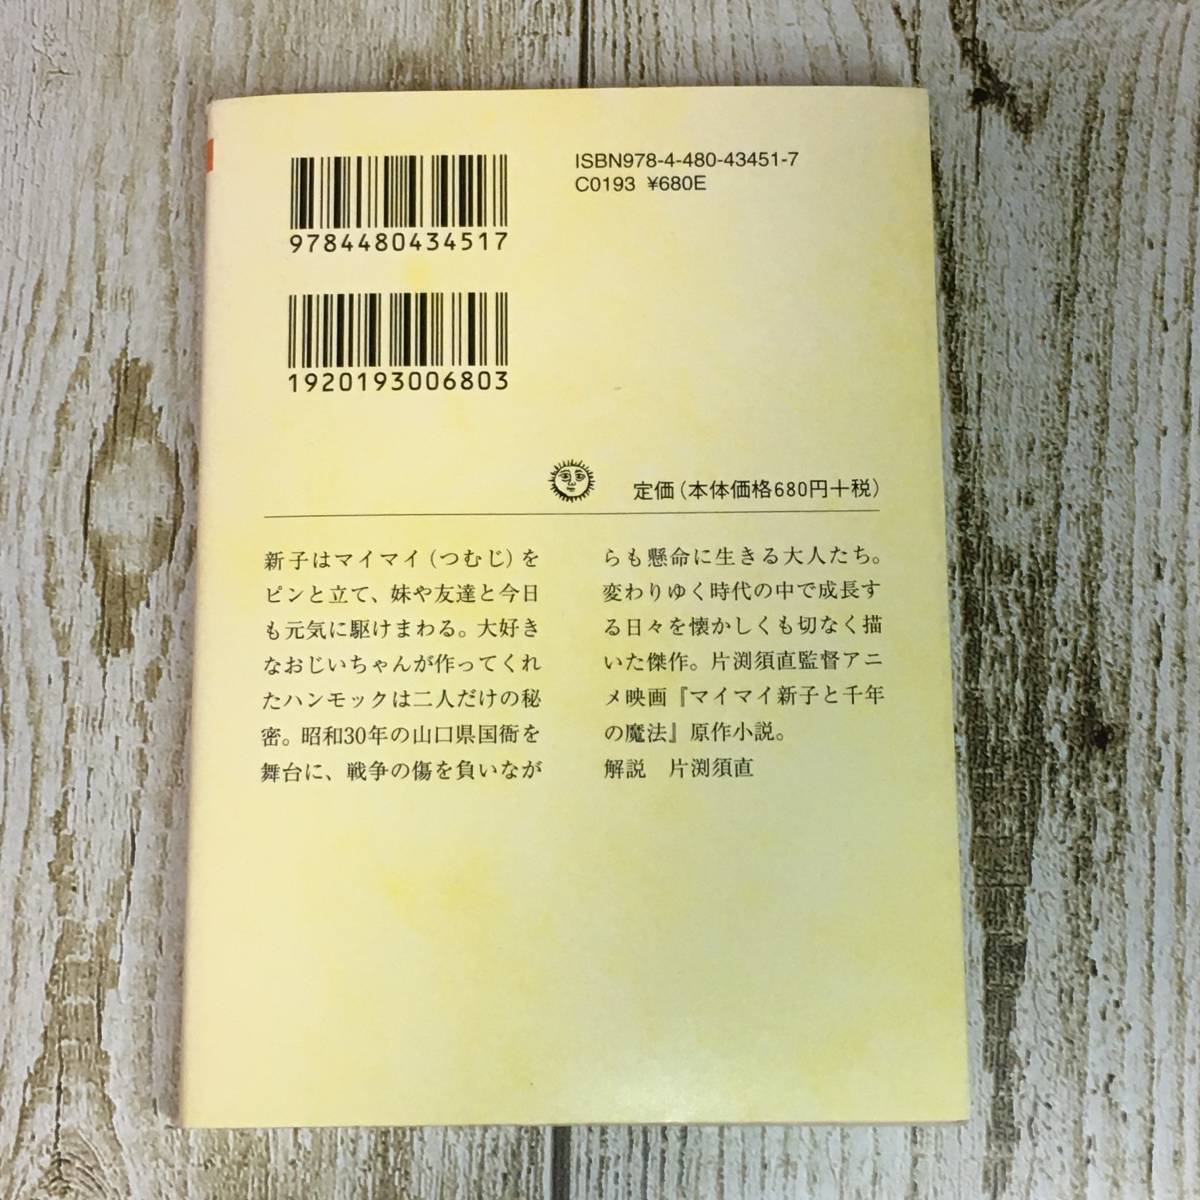 ISBN978-4-480-43451-7
C0193 ¥680E
9784480434517
1920193006803
定価(本体価格680円+税)
新子はマイマイ(つむじ)を
ピンと立て、妹や友達と今日
も元気に駆けまわる。大好き
なおじいちゃんが作ってくれ
たハンモックは二人だけの秘
密。昭和30年の山口県国衙を
舞台に、戦争の傷を負いなが
らも懸命に生きる大人たち。
変わりゆく時代の中で成長す
る日々を懐かしくも切なく描
いた傑作。片渕須直監督アニ
メ映画『マイマイ新子と千年
の魔法』原作小説。
解説　片渕須直